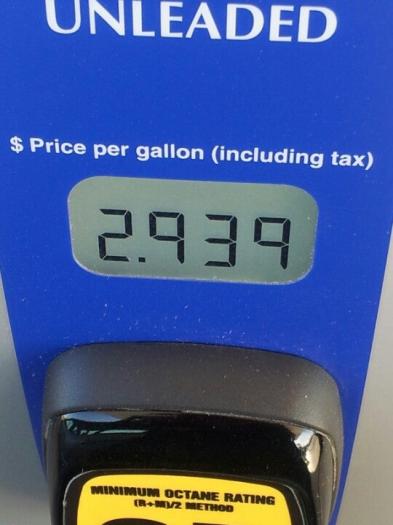 UNLEADED
$ Price per gallon (including tax)
2.939
MINIMUM OCTANE RATING
(R+M)/2 METHOD